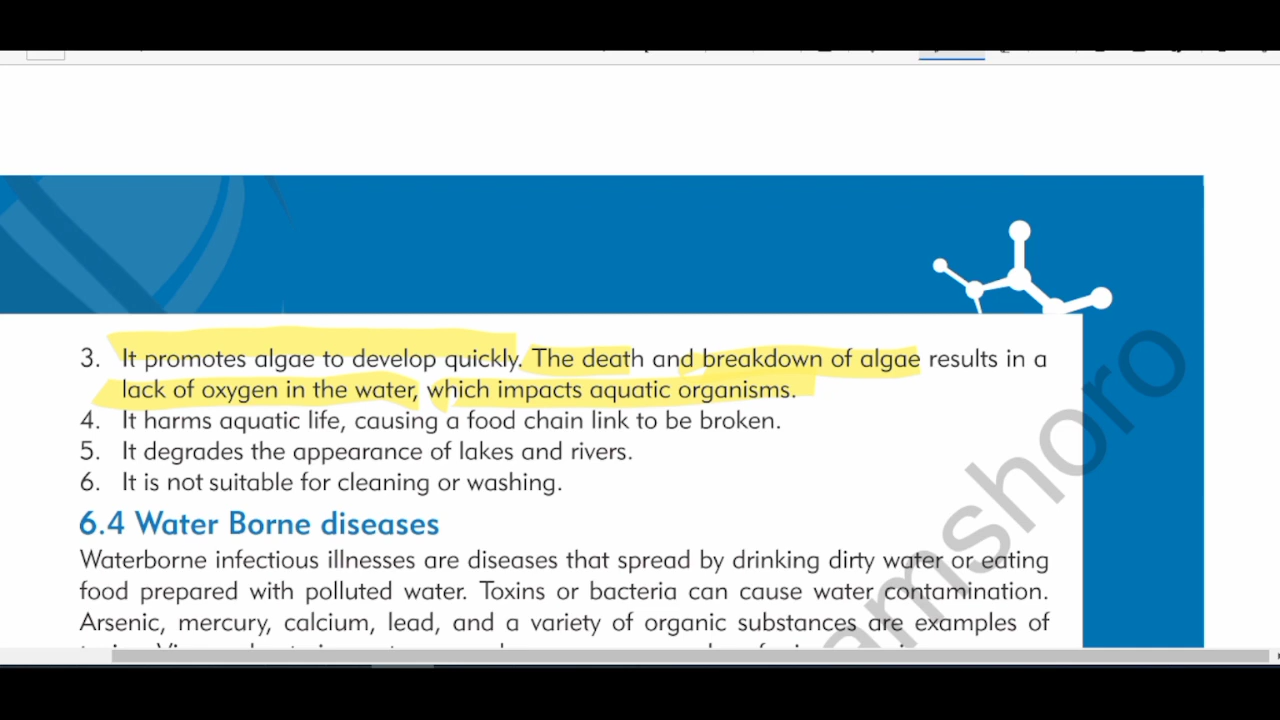 3. It promotes algae to develop quickly. The death and breakdown of algae results in a
lack of oxygen in the water, which impacts aquatic organisms.
4. It harms aquatic life, causing a food chain link to be broken.
5. It degrades the appearance of lakes and rivers.
6. It is not suitable for cleaning or washing.
6.4 Water Borne diseases
Waterborne infectious illnesses are diseases that spread by drinking dirty water or eating
food prepared with polluted water. Toxins or bacteria can cause water contamination.
Arsenic, mercury, calcium, lead, and a variety of organic substances are examples of
amshoro